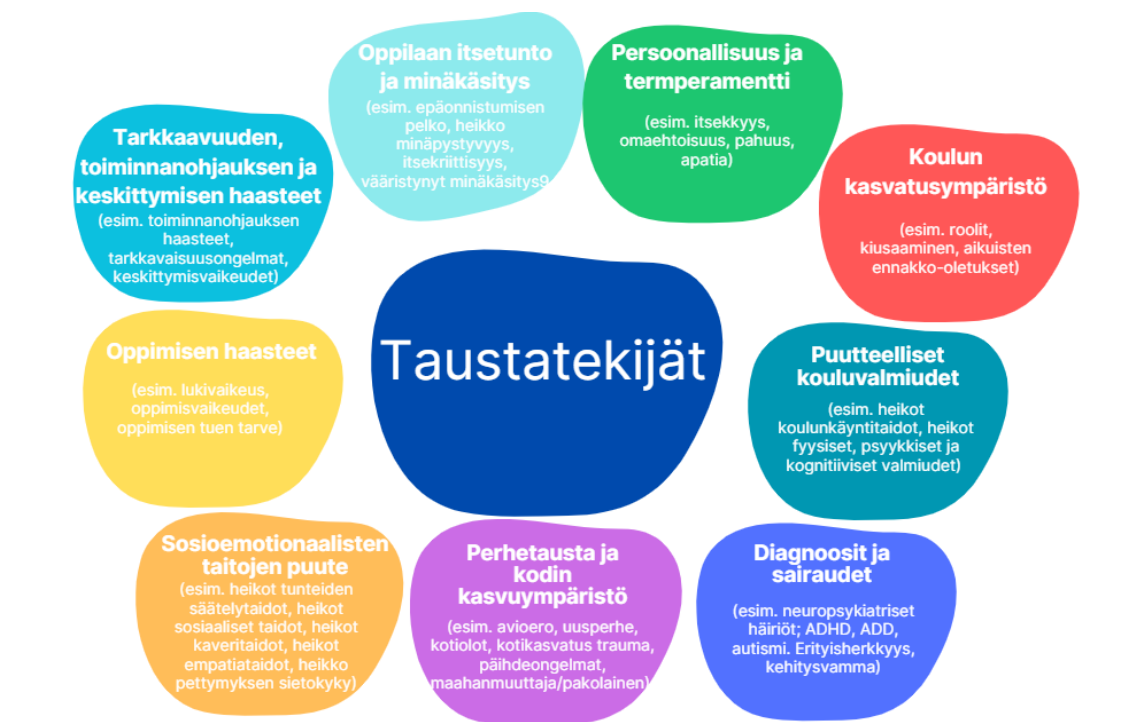 Oppilaan itsetunto
ja minäkäsitys
(esim. epäonnistumisen
pelko, heikko
minäpystyvyys,
itsekriittisyys,
vääristynyt minäkäsitys9
Persoonallisuus ja
termperamentti
(esim. itsekkyys,
omaehtoisuus, pahuus,
apatia)
Tarkkaavuuden,
toiminnanohjauksen ja
keskittymisen haasteet
(esim. toiminnanohjauksen
haasteet,
tarkkavaisuusongelmat,
keskittymisvaikeudet)
Koulun
kasvatusympäristö
(esim. roolit,
kiusaaminen, aikuisten
ennakko-oletukset)
Taustatekijät
Oppimisen haasteet
(esim. lukivaikeus,
oppimisvaikeudet,
oppimisen tuen tarve)
Puutteelliset
kouluvalmiudet
(esim. heikot
koulunkäyntitaidot, heikot
fyysiset, psyykkiset ja
kognitiiviset valmiudet)
Sosioemotionaalisten
taitojen puute
(esim. heikot tunteiden
säätelytaidot, heikot
sosiaaliset taidot, heikot
kaveritaidot, heikot
empatiataidot, heikko
pettymyksen sietokyky)
Perhetausta ja
kodin
kasvuympäristö
(esim. avioero, uusperhe,
kotiolot, kotikasvatus trauma,
päihdeongelmat,
maahanmuuttaja/pakolainen)
Diagnoosit ja
sairaudet
(esim. neuropsykiatriset
häiriöt; ADHD, ADD,
autismi. Erityisherkkyys,
kehitysvamma)